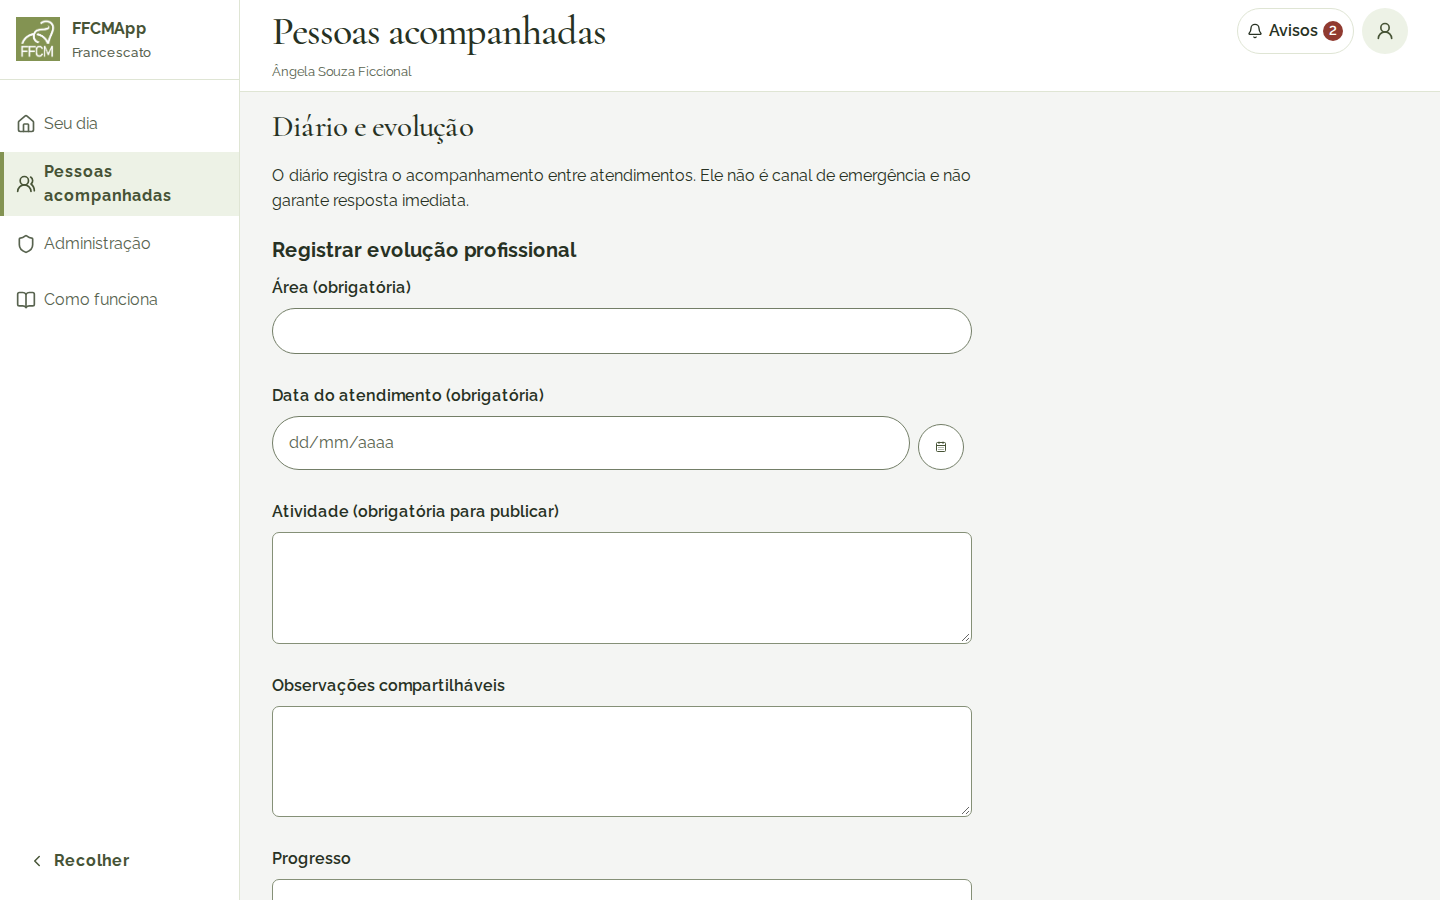 FFCM
FFCMApp
Francescato
Seu dia
Pessoas
acompanhadas
Administração
Como funciona
Recolher
Pessoas acompanhadas
Ângela Souza Ficcional
Avisos 2
Diário e evolução
O diário registra o acompanhamento entre atendimentos. Ele não é canal de emergência e não
garante resposta imediata.
Registrar evolução profissional
Área (obrigatória)
Data do atendimento (obrigatória)
dd/mm/aaaa
Atividade (obrigatória para publicar)
Observações compartilháveis
Progresso